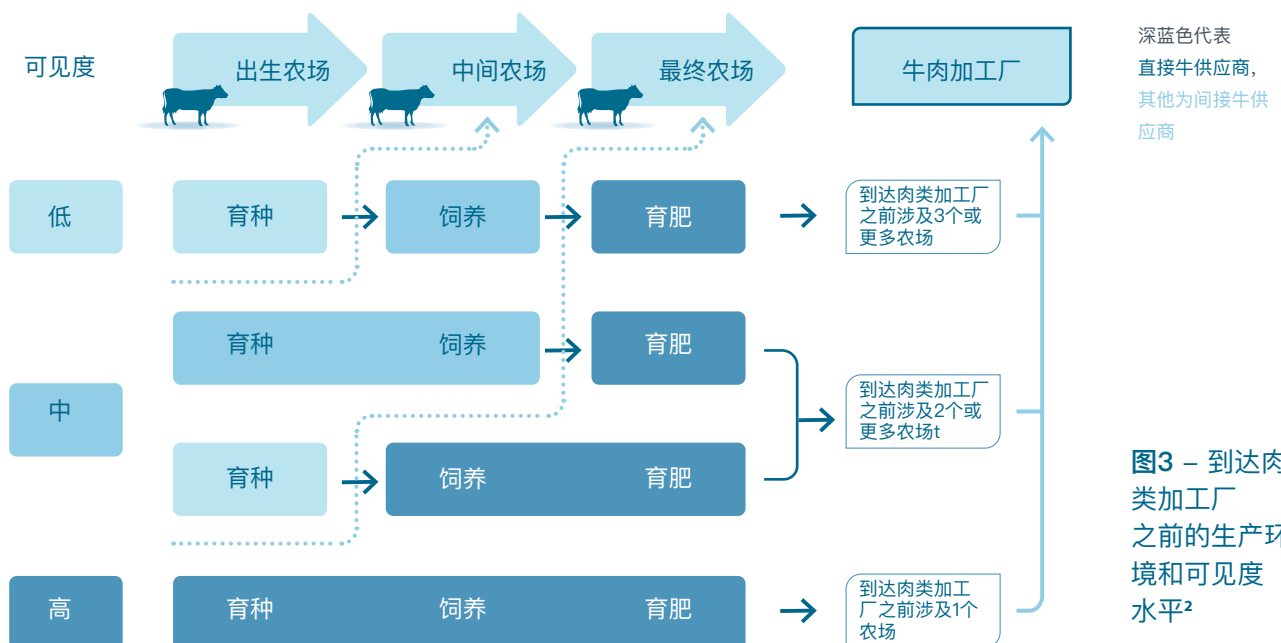 可见度
出生农场
中间农场
最终农场
牛肉加工厂
深蓝色代表
直接牛供应商，
其他为间接牛供
应商
低
育种
饲养
育肥
到达肉类加工厂
之前涉及3个或
更多农场
中
育种
饲养
育肥
到达肉类加工厂
之前涉及2个或
更多农场t
育种
饲养
育肥
图3 – 到达肉
类加工厂
之前的生产环
境和可见度
水平²
高
育种
饲养
育肥
到达肉类加工
厂之前涉及1个
农场